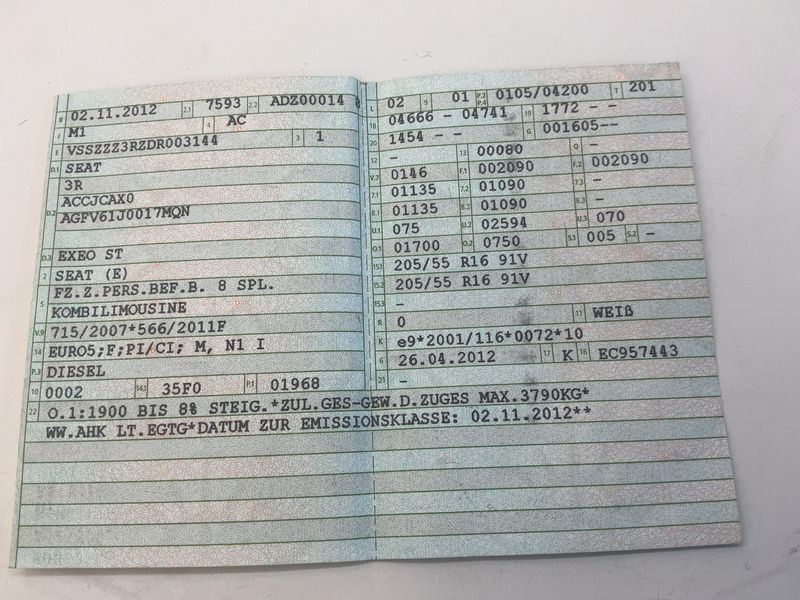 B 02.11.2012 2.1 7593 2.2 ADZ00014 8
J M1 4 AC
E VSSZZZ3RZDR003144 3 1
D.1 SEAT
3R
D.2 ACCJCAX0
AGFV61J0017MQN
D.3 EXEO ST
2 SEAT (E)
FZ.Z.PERS.BEF.B. 8 SPL.
5 KOMBILIMOUSINE
V.9 715/2007*566/2011F
14 EURO5;F;PI/CI; M, N1 I
P.3 DIESEL
10 0002 14.1 35F0 P.1 01968
L 02 9 01 P.2 P.4 0105/04200 T 201
18 04666 - 04741 19 1772 - -
20 1454 - - G 001605--
12 - 13 00080 Q -
V.7 0146 F.1 002090 F.2 002090
7.1 01135 7.2 01090 7.3 -
8.1 01135 8.2 01090 8.3 -
U.1 075 U.2 02594 U.3 070
O.1 01700 O.2 0750 S.1 005 S.2 -
15.1 205/55 R16 91V
15.2 205/55 R16 91V
15.3 -
R 0 11 WEIß
K e9*2001/116*0072*10
6 26.04.2012 17 K 16 EC957443
21 -
22 O.1:1900 BIS 8% STEIG.*ZUL.GES-GEW.D.ZUGES MAX.3790KG*
WW.AHK LT.EGTG*DATUM ZUR EMISSIONSKLASSE: 02.11.2012**